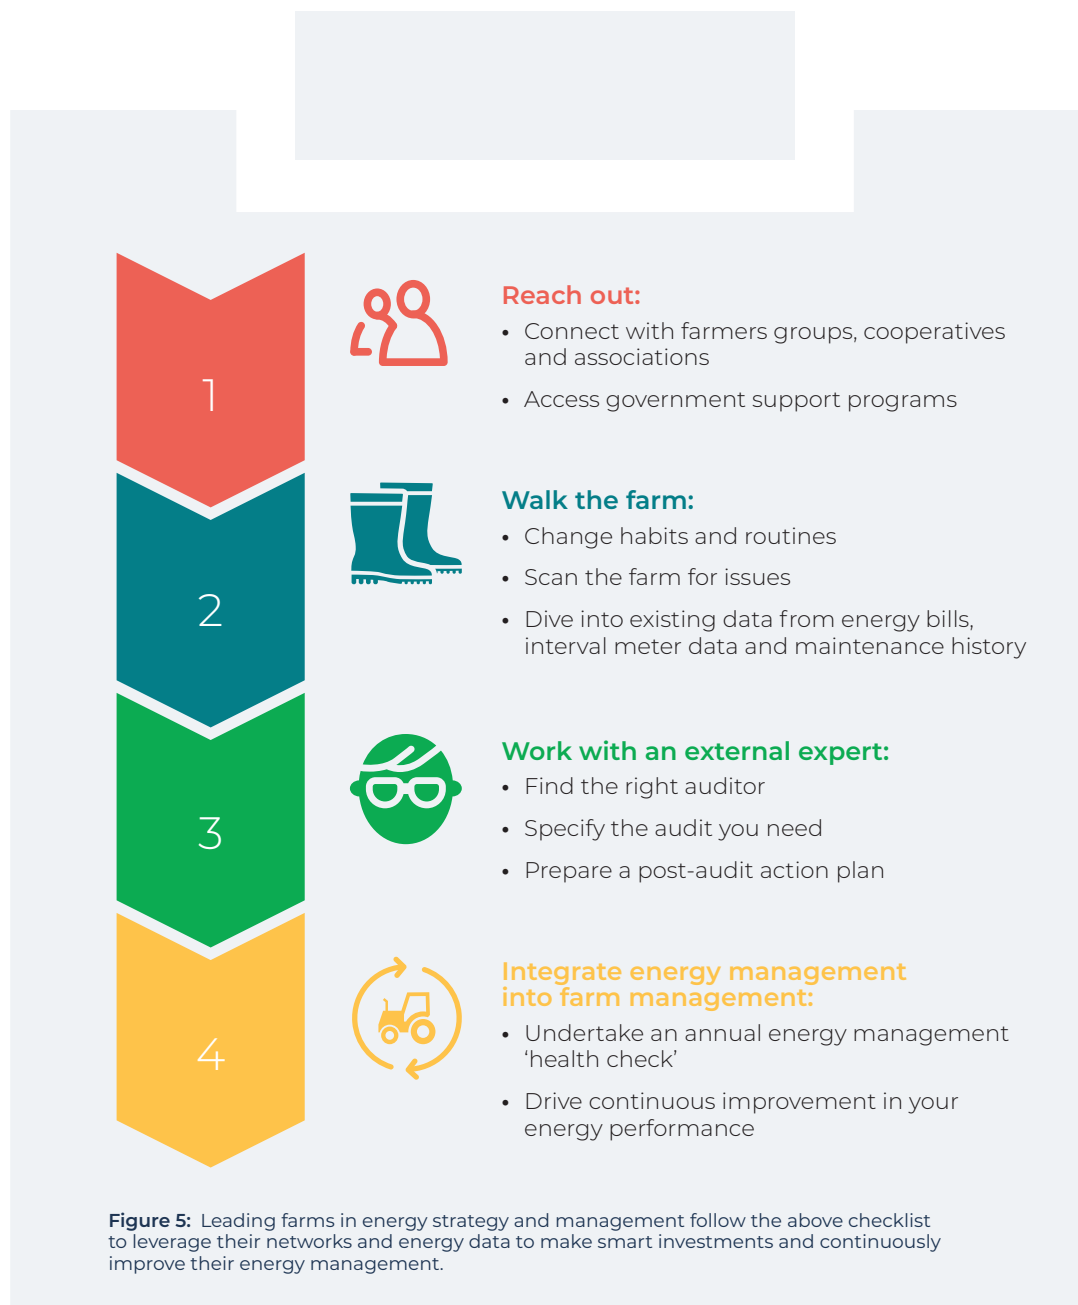 1
Reach out:
• Connect with farmers groups, cooperatives
and associations
• Access government support programs
2
Walk the farm:
• Change habits and routines
• Scan the farm for issues
• Dive into existing data from energy bills,
interval meter data and maintenance history
3
Work with an external expert:
• Find the right auditor
• Specify the audit you need
• Prepare a post-audit action plan
4
Integrate energy management
into farm management:
• Undertake an annual energy management
‘health check’
• Drive continuous improvement in your
energy performance
Figure 5: Leading farms in energy strategy and management follow the above checklist
to leverage their networks and energy data to make smart investments and continuously
improve their energy management.